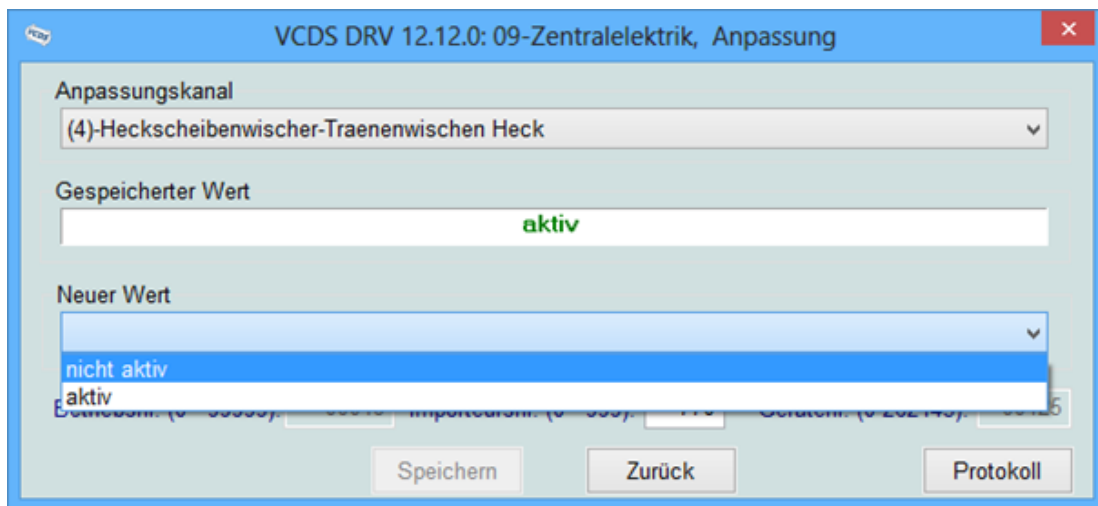 VCDS DRV 12.12.0: 09-Zentralelektrik, Anpassung
Anpassungskanal
(4)-Heckscheibenwischer-Traenenwischen Heck
Gespeicherter Wert
aktiv
Neuer Wert
nicht aktiv
aktiv
Speichern Zurück Protokoll